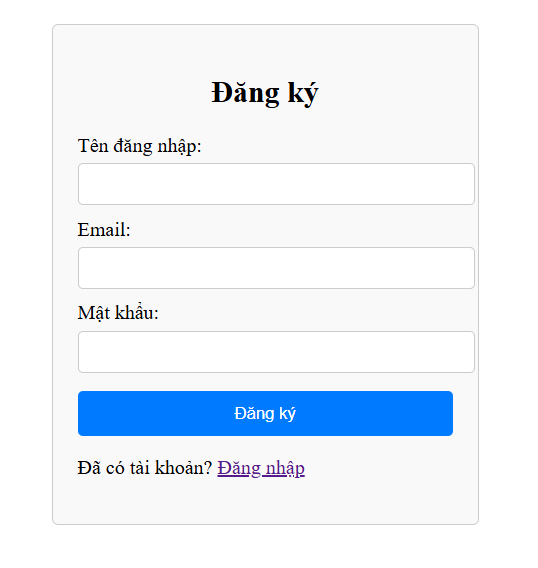 Đăng ký
Tên đăng nhập:
Email:
Mật khẩu:
Đăng ký
Đã có tài khoản? Đăng nhập